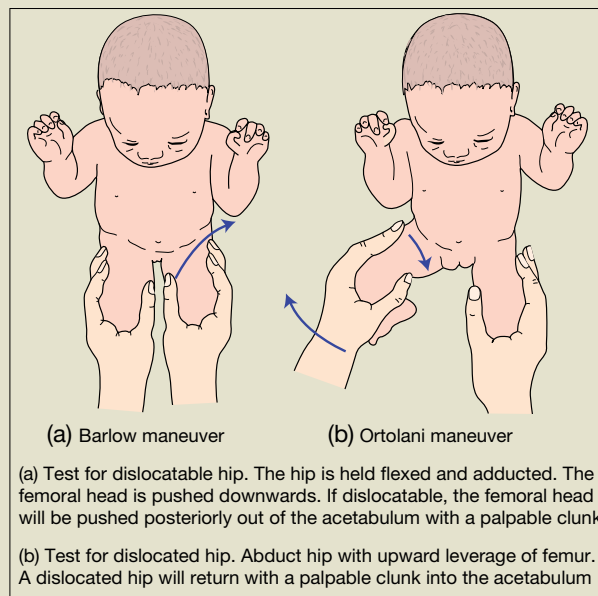 (a) Barlow maneuver
(b) Ortolani maneuver
(a) Test for dislocatable hip. The hip is held flexed and adducted. The
femoral head is pushed downwards. If dislocatable, the femoral head
will be pushed posteriorly out of the acetabulum with a palpable clunk
(b) Test for dislocated hip. Abduct hip with upward leverage of femur.
A dislocated hip will return with a palpable clunk into the acetabulum